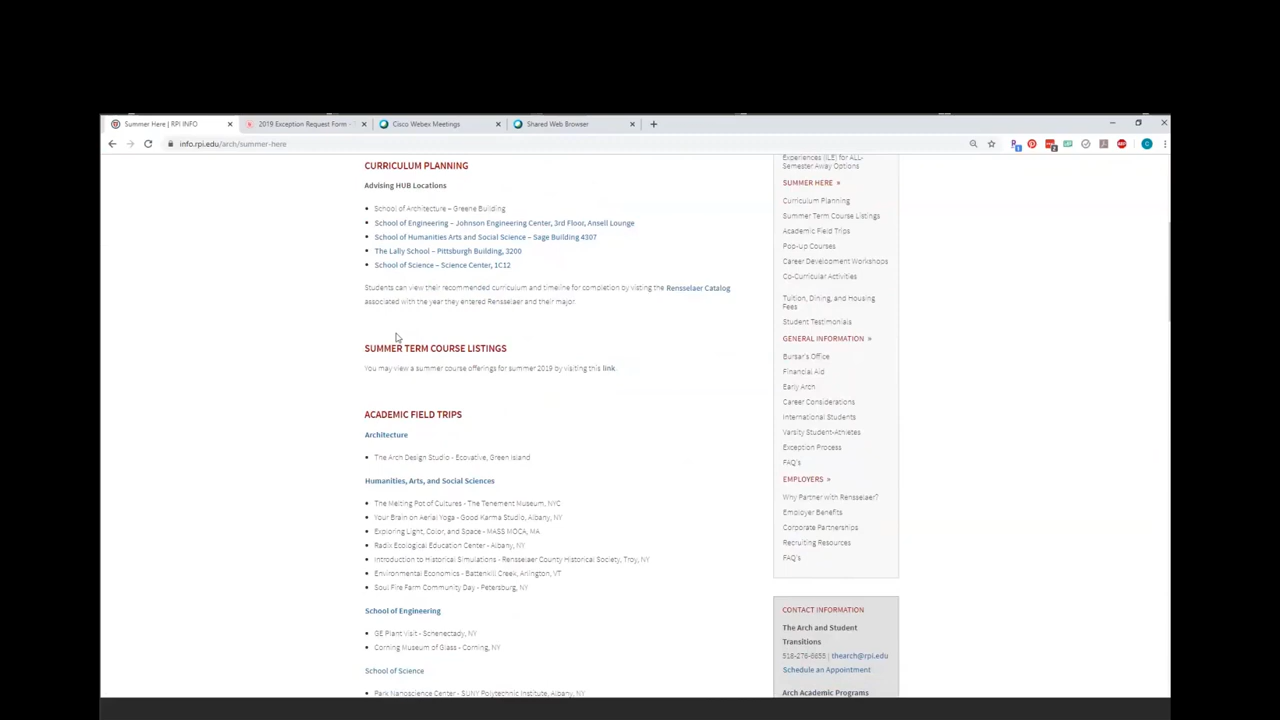 Summer Here | RPI INFO
2019 Exception Request Form -
Cisco Webex Meetings
Shared Web Browser
info.rpi.edu/arch/summer-here
CURRICULUM PLANNING
Advising HUB Locations
School of Architecture – Greene Building
School of Engineering – Johnson Engineering Center, 3rd Floor, Ansell Lounge
School of Humanities Arts and Social Science – Sage Building 4307
The Lally School – Pittsburgh Building, 3200
School of Science – Science Center, 1C12
Students can view their recommended curriculum and timeline for completion by visting the Rensselaer Catalog
associated with the year they entered Rensselaer and their major.
SUMMER TERM COURSE LISTINGS
You may view a summer course offerings for summer 2019 by visiting this link.
ACADEMIC FIELD TRIPS
Architecture
The Arch Design Studio - Ecovative, Green Island
Humanities, Arts, and Social Sciences
The Melting Pot of Cultures - The Tenement Museum, NYC
Your Brain on Aerial Yoga - Good Karma Studio, Albany, NY
Exploring Light, Color, and Space - MASS MOCA, MA
Radix Ecological Education Center - Albany, NY
Introduction to Historical Simulations - Rensselaer County Historical Society, Troy, NY
Environmental Economics - Battenkill Creek, Arlington, VT
Soul Fire Farm Community Day - Petersburg, NY
School of Engineering
GE Plant Visit - Schenectady, NY
Corning Museum of Glass - Corning, NY
School of Science
Park Nanoscience Center - SUNY Polytechnic Institute, Albany, NY
Experiences (ILE) for ALL-
Semester Away Options
SUMMER HERE »
Curriculum Planning
Summer Term Course Listings
Academic Field Trips
Pop-up Courses
Career Development Workshops
Co-Curricular Activities
Tuition, Dining, and Housing
Fees
Student Testimonials
GENERAL INFORMATION »
Bursar's Office
Financial Aid
Early Arch
Career Considerations
International Students
Varsity Student-Athletes
Exception Process
FAQ's
EMPLOYERS »
Why Partner with Rensselaer?
Employer Benefits
Corporate Partnerships
Recruiting Resources
FAQ's
CONTACT INFORMATION
The Arch and Student
Transitions
518-276-6655 | thearch@rpi.edu
Schedule an Appointment
Arch Academic Programs